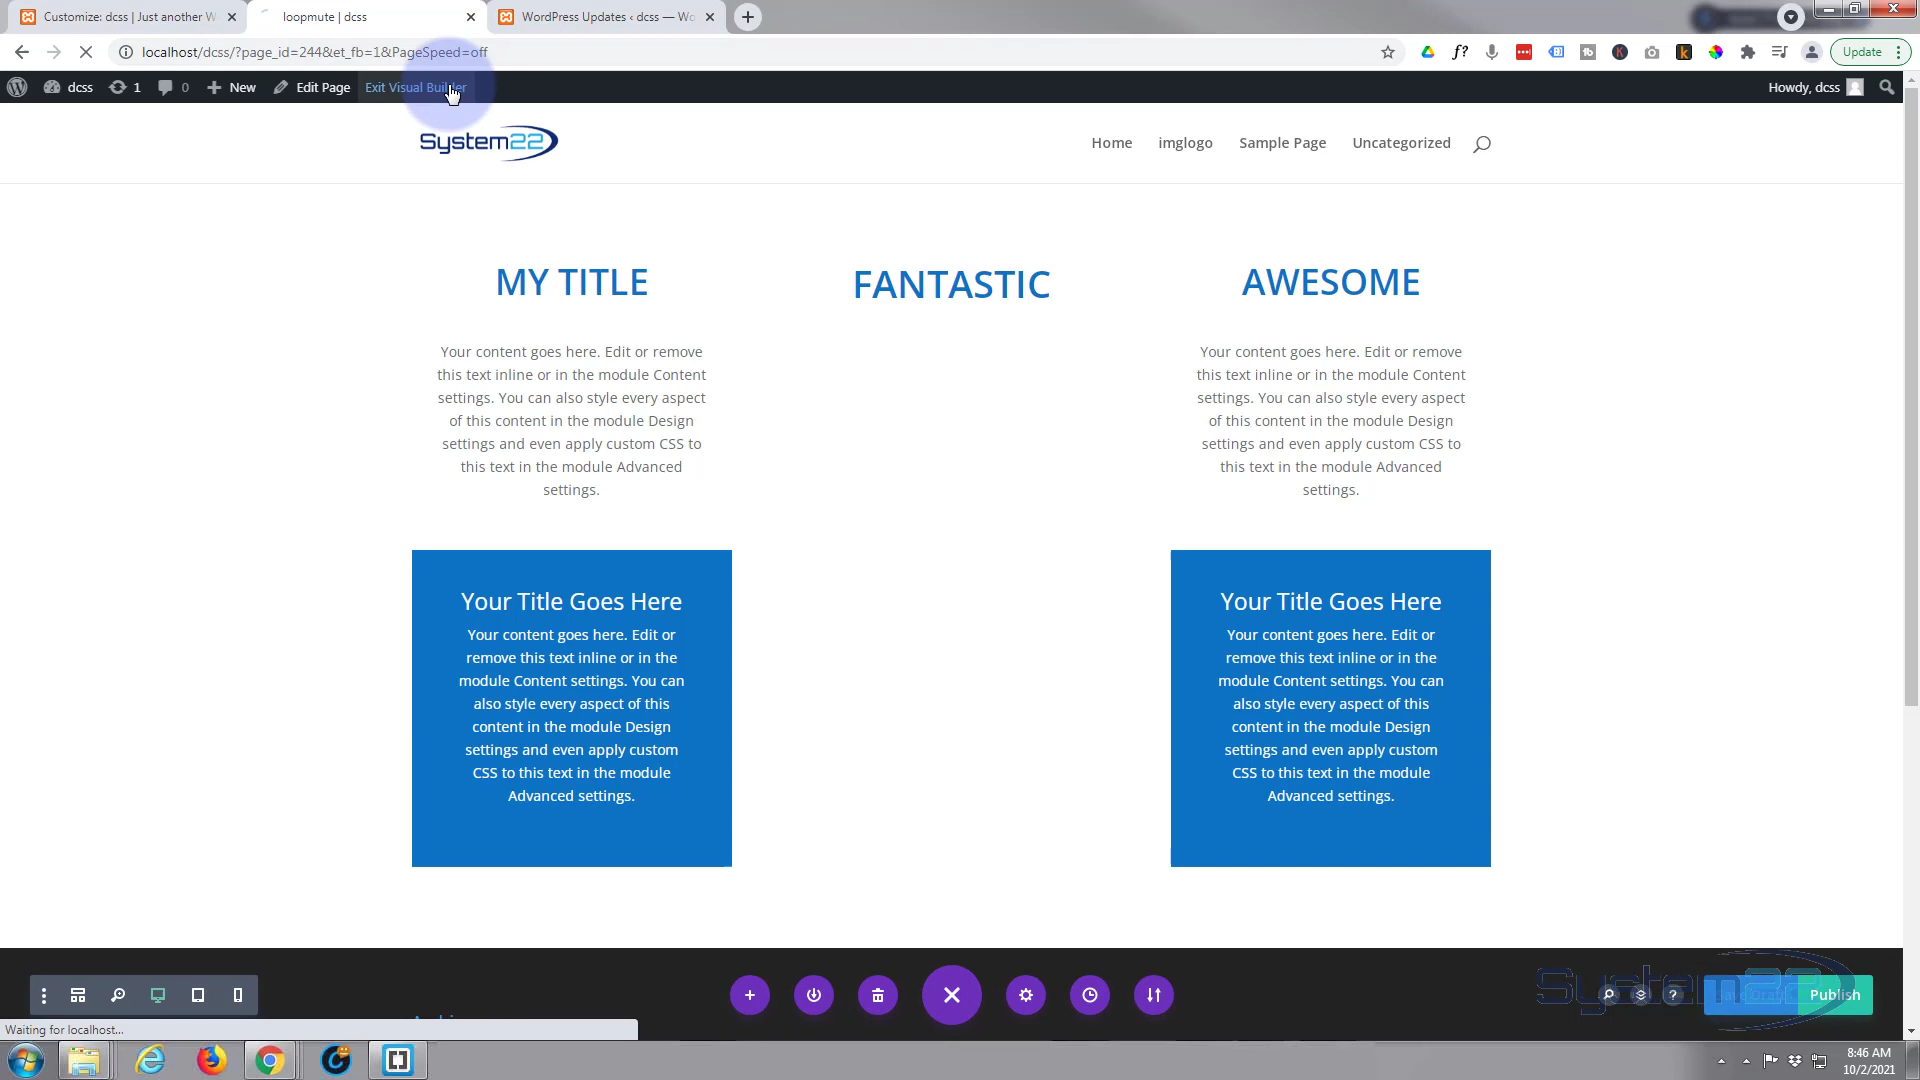 Customize: dcss | Just another W
loopmute | dcss
WordPress Updates ‹ dcss — Wo
localhost/dcss/?page_id=244&et_fb=1&PageSpeed=off
Update
dcss 1 0 New Edit Page Exit Visual Builder
Howdy, dcss
System22
Home imglogo Sample Page Uncategorized
MY TITLE
Your content goes here. Edit or remove
this text inline or in the module Content
settings. You can also style every aspect
of this content in the module Design
settings and even apply custom CSS to
this text in the module Advanced
settings.
Your Title Goes Here
Your content goes here. Edit or
remove this text inline or in the
module Content settings. You can
also style every aspect of this
content in the module Design
settings and even apply custom
CSS to this text in the module
Advanced settings.
FANTASTIC
AWESOME
Your content goes here. Edit or remove
this text inline or in the module Content
settings. You can also style every aspect
of this content in the module Design
settings and even apply custom CSS to
this text in the module Advanced
settings.
Your Title Goes Here
Your content goes here. Edit or
remove this text inline or in the
module Content settings. You can
also style every aspect of this
content in the module Design
settings and even apply custom
CSS to this text in the module
Advanced settings.
System22
Save Draft Publish
Waiting for localhost...
8:46 AM
10/2/2021